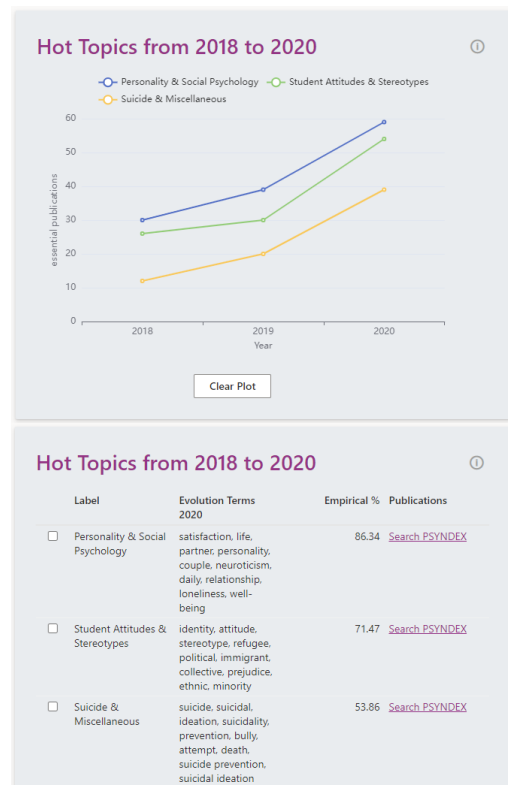 Hot Topics from 2018 to 2020
Personality & Social Psychology
Student Attitudes & Stereotypes
Suicide & Miscellaneous
60
50
40
30
20
10
0
essential publications
2018
2019
2020
Year
Clear Plot
Hot Topics from 2018 to 2020
Label
Evolution Terms
2020
Empirical %
Publications
Personality & Social
Psychology
satisfaction, life,
partner, personality,
couple, neuroticism,
daily, relationship,
loneliness, well-
being
86.34
Search PSYNDEX
Student Attitudes &
Stereotypes
identity, attitude,
stereotype, refugee,
political, immigrant,
collective, prejudice,
ethnic, minority
71.47
Search PSYNDEX
Suicide &
Miscellaneous
suicide, suicidal,
ideation, suicidality,
prevention, bully,
attempt, death,
suicide prevention,
suicidal ideation
53.86
Search PSYNDEX